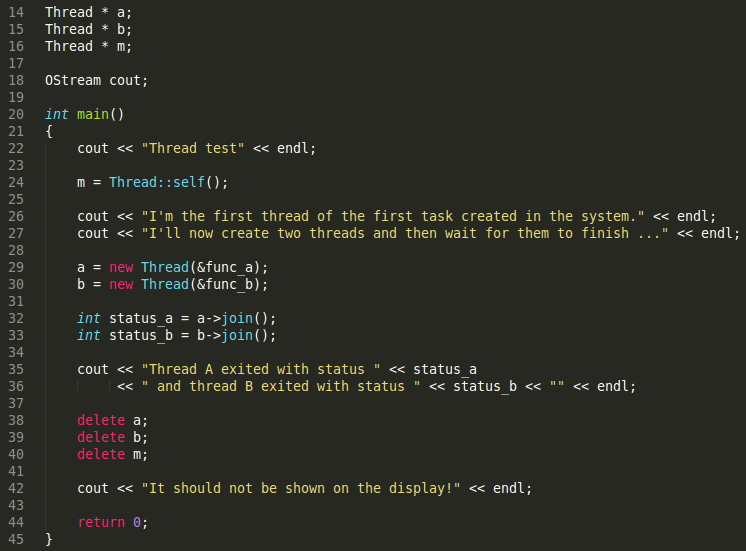 14 Thread * a;
15 Thread * b;
16 Thread * m;
17
18 OStream cout;
19
20 int main()
21 {
22     cout << "Thread test" << endl;
23
24     m = Thread::self();
25
26     cout << "I'm the first thread of the first task created in the system." << endl;
27     cout << "I'll now create two threads and then wait for them to finish ..." << endl;
28
29     a = new Thread(&func_a);
30     b = new Thread(&func_b);
31
32     int status_a = a->join();
33     int status_b = b->join();
34
35     cout << "Thread A exited with status " << status_a
36          << " and thread B exited with status " << status_b << "" << endl;
37
38     delete a;
39     delete b;
40     delete m;
41
42     cout << "It should not be shown on the display!" << endl;
43
44     return 0;
45 }